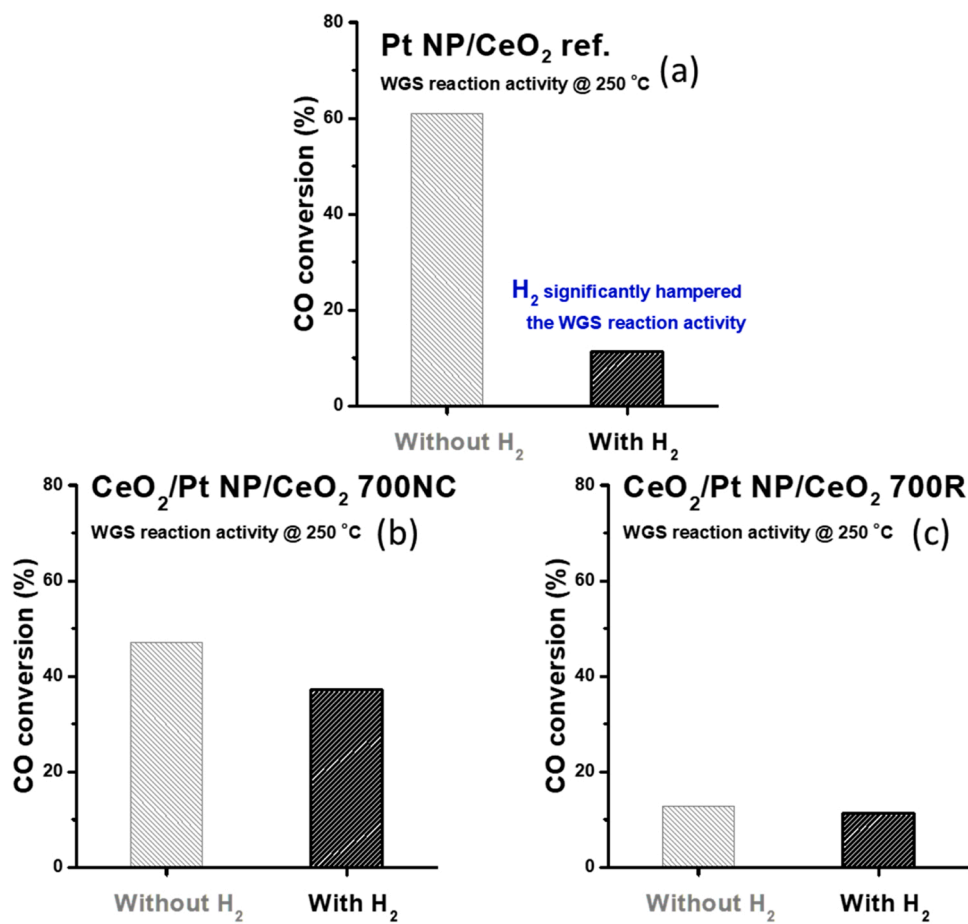 Pt NP/CeO₂ ref.
WGS reaction activity @ 250 °C
(a)
CO conversion (%)
80
60
40
20
0
H₂ significantly hampered
the WGS reaction activity
Without H₂
With H₂
CeO₂/Pt NP/CeO₂ 700NC
WGS reaction activity @ 250 °C
(b)
CO conversion (%)
80
60
40
20
0
Without H₂
With H₂
CeO₂/Pt NP/CeO₂ 700R
WGS reaction activity @ 250 °C
(c)
CO conversion (%)
80
60
40
20
0
Without H₂
With H₂